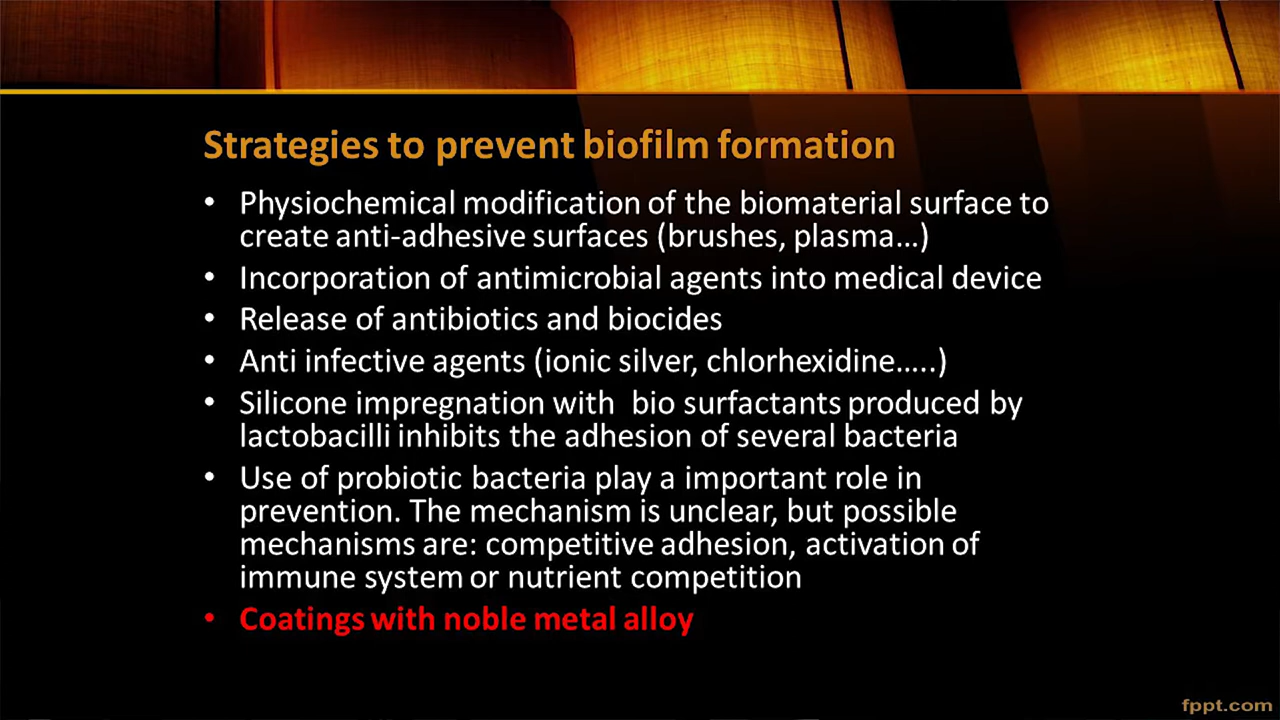 Strategies to prevent biofilm formation
• Physiochemical modification of the biomaterial surface to
create anti-adhesive surfaces (brushes, plasma…)
• Incorporation of antimicrobial agents into medical device
• Release of antibiotics and biocides
• Anti infective agents (ionic silver, chlorhexidine…..)
• Silicone impregnation with  bio surfactants produced by
lactobacilli inhibits the adhesion of several bacteria
• Use of probiotic bacteria play a important role in
prevention. The mechanism is unclear, but possible
mechanisms are: competitive adhesion, activation of
immune system or nutrient competition
• Coatings with noble metal alloy
fppt.com